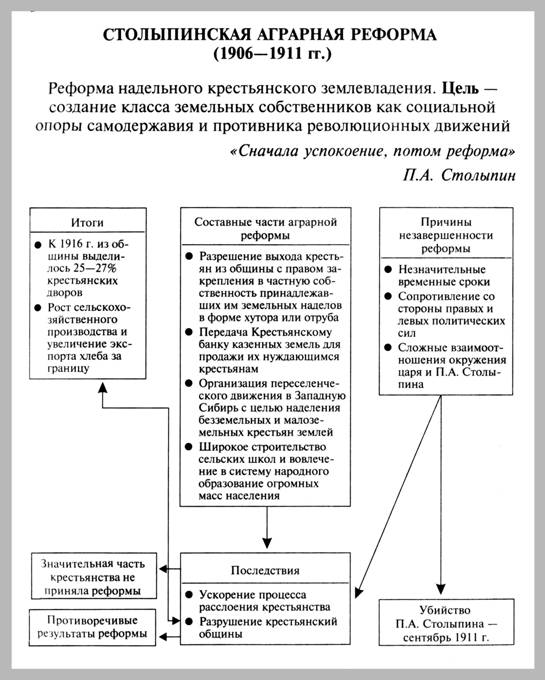 СТОЛЫПИНСКАЯ АГРАРНАЯ РЕФОРМА
(1906—1911 гг.)
Реформа надельного крестьянского землевладения. Цель —
создание класса земельных собственников как социальной
опоры самодержавия и противника революционных движений
«Сначала успокоение, потом реформа»
П.А. Столыпин
Итоги
● К 1916 г. из об-
щины выдели-
лось 25—27%
крестьянских
дворов
● Рост сельскохо-
зяйственного
производства и
увеличение экс-
порта хлеба за
границу
Составные части аграрной
реформы
● Разрешение выхода кресть-
ян из общины с правом за-
крепления в частную соб-
ственность принадлежав-
ших им земельных наделов
в форме хутора или отруба
● Передача Крестьянскому
банку казенных земель для
продажи их нуждающимся
крестьянам
● Организация переселенче-
ского движения в Западную
Сибирь с целью наделения
безземельных и малозе-
мельных крестьян землей
● Широкое строительство
сельских школ и вовлече-
ние в систему народного
образование огромных
масс населения
Причины
незавершенности
реформы
● Незначительные
временные сроки
● Сопротивление со
стороны правых и
левых политических
сил
● Сложные взаимоот-
ношения окружения
царя и П.А. Столы-
пина
Значительная часть
крестьянства не
приняла реформы
Противоречивые
результаты реформы
Последствия
● Ускорение процесса
расслоения крестьянства
● Разрушение крестьянский
общины
Убийство
П.А. Столыпина —
сентябрь 1911 г.